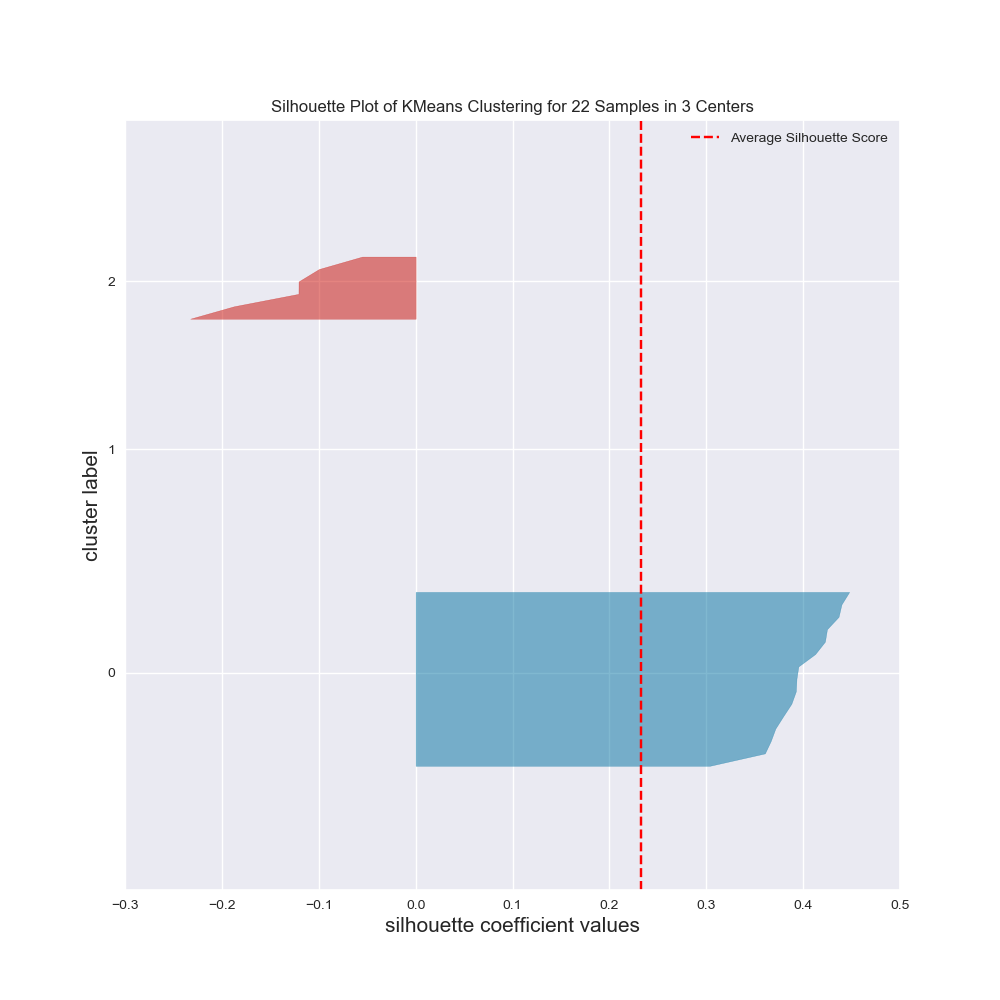 Silhouette Plot of KMeans Clustering for 22 Samples in 3 Centers
Average Silhouette Score
2
1
0
cluster label
−0.3 −0.2 −0.1 0.0 0.1 0.2 0.3 0.4 0.5
silhouette coefficient values